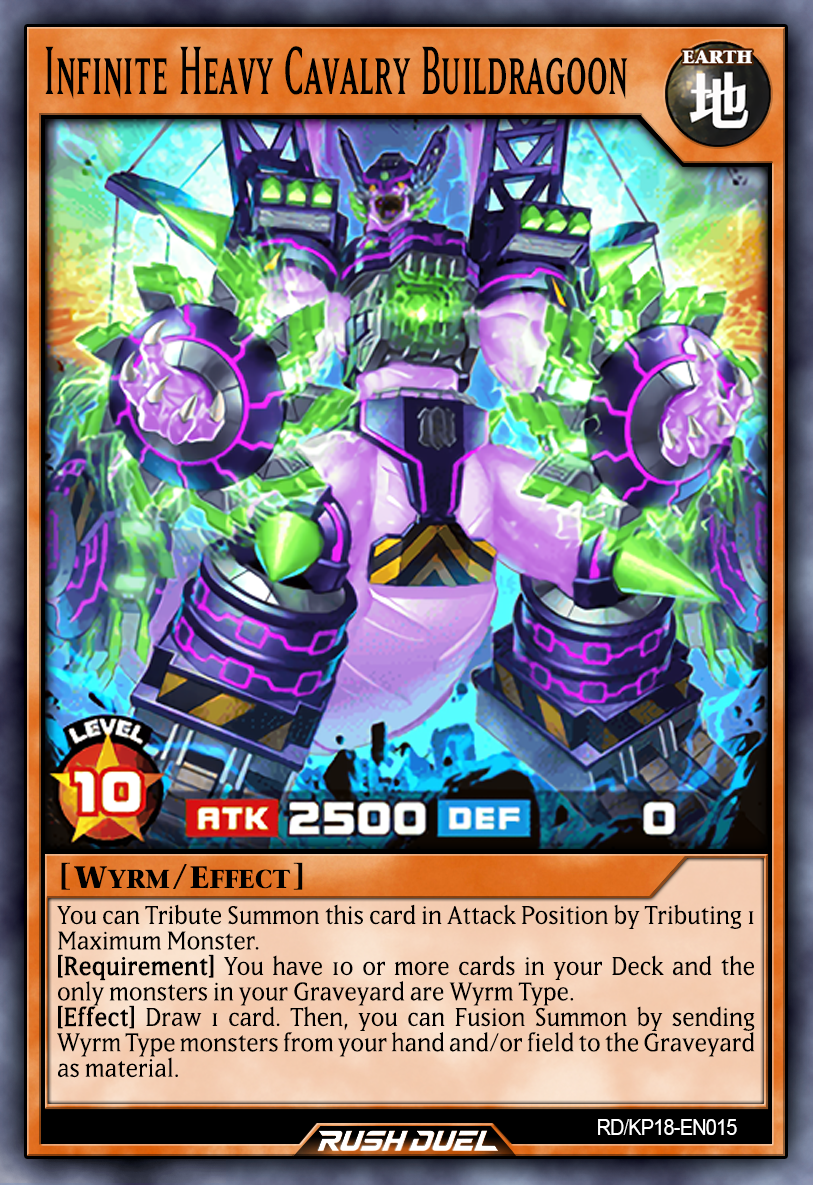 Infinite Heavy Cavalry Buildragoon
EARTH
地
LEVEL
10
ATK 2500 DEF 0
[Wyrm/Effect]
You can Tribute Summon this card in Attack Position by Tributing 1
Maximum Monster.
[Requirement] You have 10 or more cards in your Deck and the
only monsters in your Graveyard are Wyrm Type.
[Effect] Draw 1 card. Then, you can Fusion Summon by sending
Wyrm Type monsters from your hand and/or field to the Graveyard
as material.
RD/KP18-EN015
RUSH DUEL